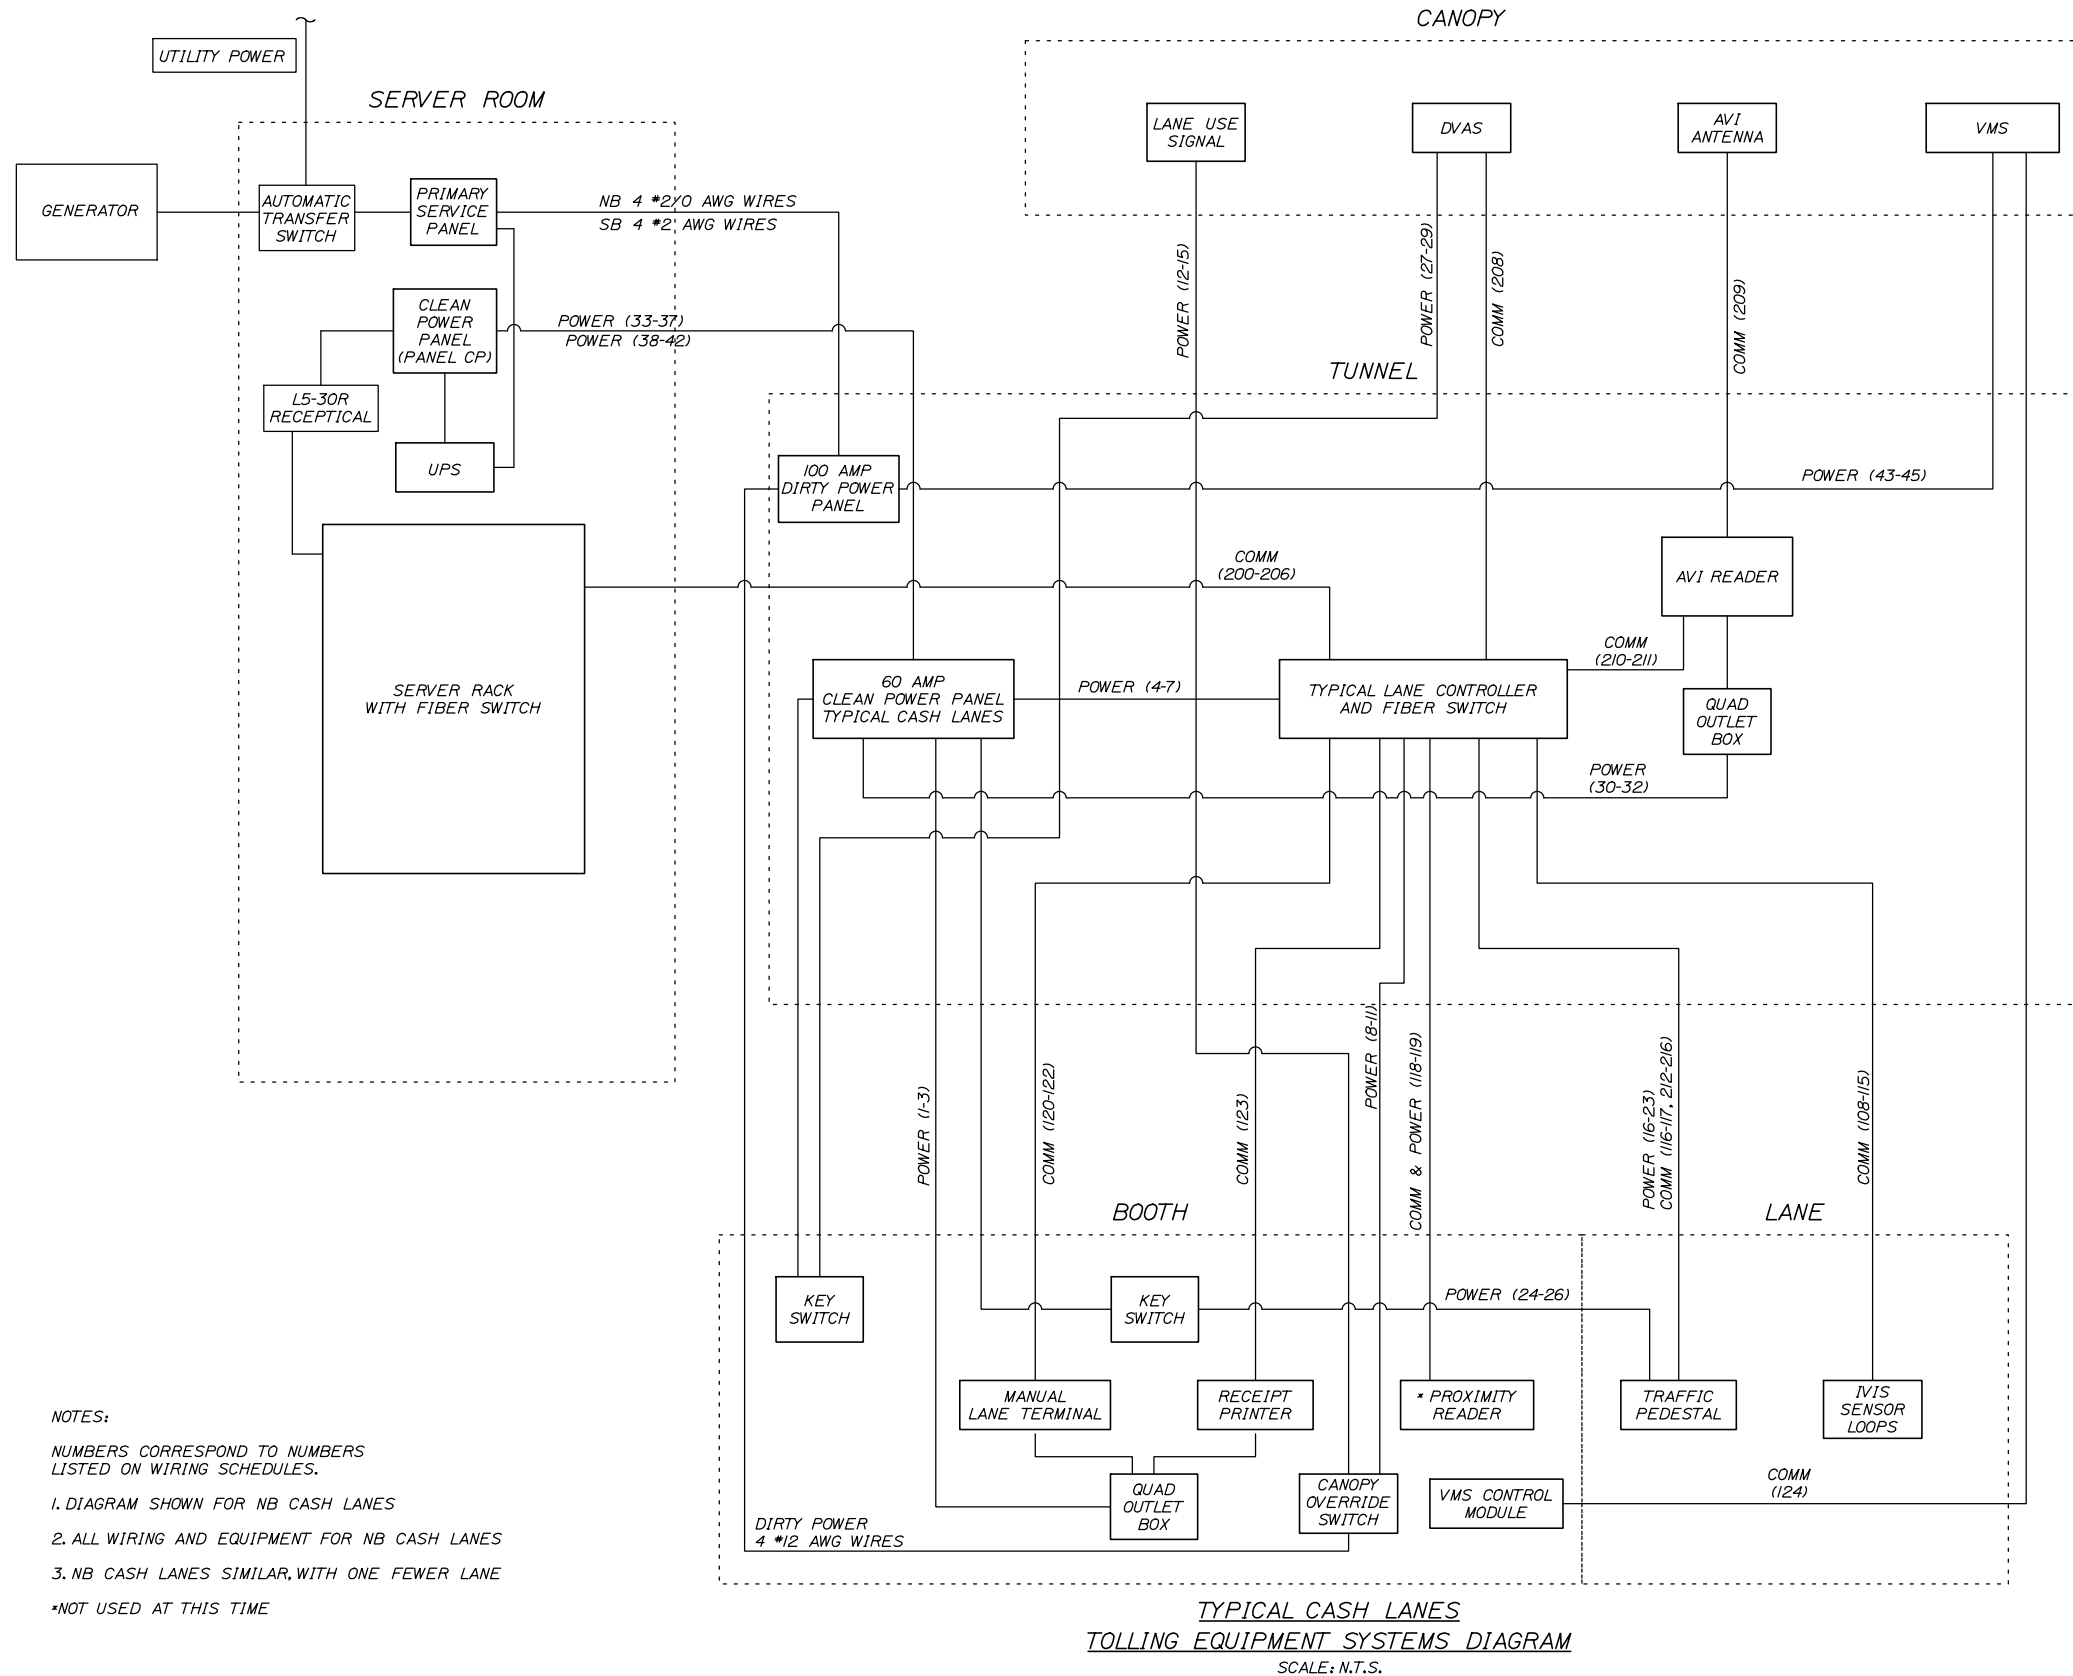 CANOPY
UTILITY POWER
SERVER ROOM
LANE USE
SIGNAL
DVAS
AVI
ANTENNA
VMS
GENERATOR
AUTOMATIC
TRANSFER
SWITCH
PRIMARY
SERVICE
PANEL
NB 4 #2/0 AWG WIRES
SB 4 #2 AWG WIRES
POWER (12-15)
POWER (27-29)
COMM (208)
COMM (209)
CLEAN
POWER
PANEL
(PANEL CP)
POWER (33-37)
POWER (38-42)
TUNNEL
L5-30R
RECEPTICAL
UPS
100 AMP
DIRTY POWER
PANEL
POWER (43-45)
COMM
(200-206)
AVI READER
COMM
(210-211)
SERVER RACK
WITH FIBER SWITCH
60 AMP
CLEAN POWER PANEL
TYPICAL CASH LANES
POWER (4-7)
TYPICAL LANE CONTROLLER
AND FIBER SWITCH
QUAD
OUTLET
BOX
POWER
(30-32)
POWER (1-3)
COMM (120-122)
COMM (123)
POWER (8-11)
COMM & POWER (118-119)
POWER (16-23)
COMM (116-117, 212-216)
COMM (108-115)
BOOTH
LANE
KEY
SWITCH
KEY
SWITCH
POWER (24-26)
MANUAL
LANE TERMINAL
RECEIPT
PRINTER
* PROXIMITY
READER
TRAFFIC
PEDESTAL
IVIS
SENSOR
LOOPS
QUAD
OUTLET
BOX
CANOPY
OVERRIDE
SWITCH
VMS CONTROL
MODULE
COMM
(124)
DIRTY POWER
4 #12 AWG WIRES
NOTES:
NUMBERS CORRESPOND TO NUMBERS
LISTED ON WIRING SCHEDULES.
1. DIAGRAM SHOWN FOR NB CASH LANES
2. ALL WIRING AND EQUIPMENT FOR NB CASH LANES
3. NB CASH LANES SIMILAR, WITH ONE FEWER LANE
*NOT USED AT THIS TIME
TYPICAL CASH LANES
TOLLING EQUIPMENT SYSTEMS DIAGRAM
SCALE: N.T.S.